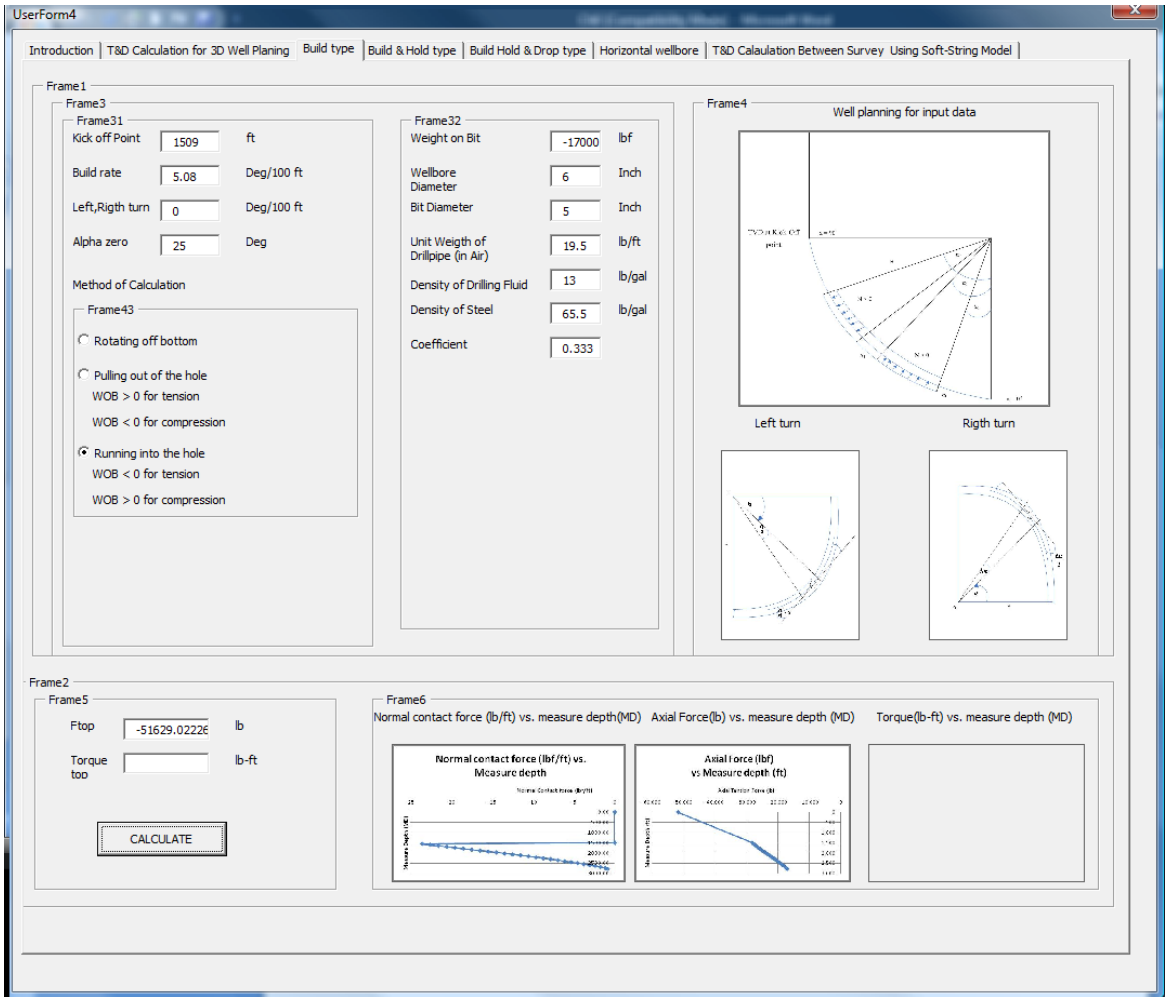 UserForm4
Introduction
T&D Calculation for 3D Well Planing
Build type
Build & Hold type
Build Hold & Drop type
Horizontal wellbore
T&D Calaulation Between Survey Using Soft-String Model
Frame1
Frame3
Frame31
Kick off Point 1509 ft
Build rate 5.08 Deg/100 ft
Left,Rigth turn 0 Deg/100 ft
Alpha zero 25 Deg
Method of Calculation
Frame43
Rotating off bottom
Pulling out of the hole
WOB > 0 for tension
WOB < 0 for compression
Running into the hole
WOB < 0 for tension
WOB > 0 for compression
Frame32
Weight on Bit -17000 lbf
Wellbore
Diameter 6 Inch
Bit Diameter 5 Inch
Unit Weigth of
Drillpipe (in Air) 19.5 lb/ft
Density of Drilling Fluid 13 lb/gal
Density of Steel 65.5 lb/gal
Coefficient 0.333
Frame4
Well planning for input data
TVD at Kick Off
point
Left turn
Rigth turn
Frame2
Frame5
Ftop -51629.02226 lb
Torque
top
lb-ft
CALCULATE
Frame6
Normal contact force (lb/ft) vs. measure depth(MD)
Axial Force(lb) vs. measure depth (MD)
Torque(lb-ft) vs. measure depth (MD)
Normal contact force (lbf/ft) vs.
Measure depth
Measure Depth (MD)
Axial Force (lbf)
vs Measure depth (ft)